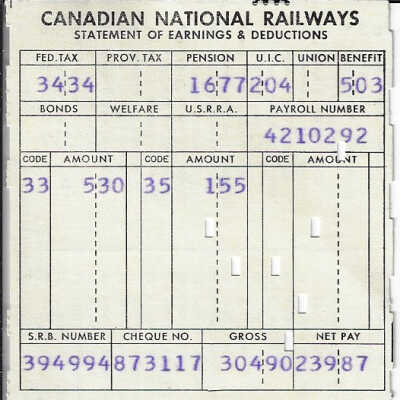 CANADIAN NATIONAL RAILWAYS
STATEMENT OF EARNINGS & DEDUCTIONS
FED. TAX PROV. TAX PENSION U.I.C. UNION BENEFIT
3434 1677 204 503
BONDS WELFARE U.S.R.R.A. PAYROLL NUMBER
4210292
CODE AMOUNT CODE AMOUNT CODE AMOUNT
33 530 35 155
S.R.B. NUMBER CHEQUE NO. GROSS NET PAY
394994 873117 30490 23987